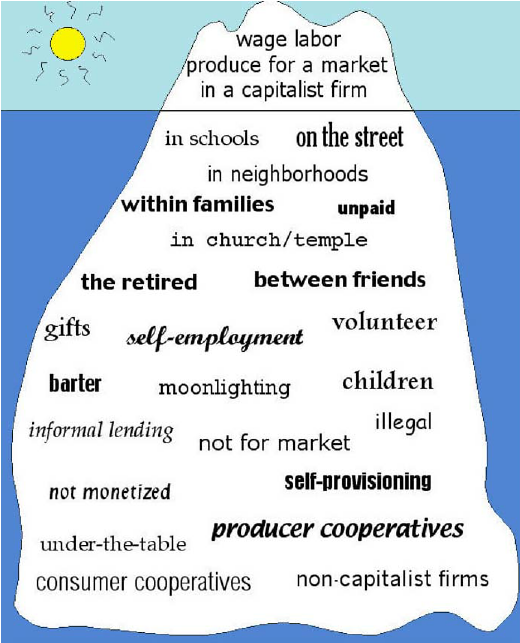 wage labor
produce for a market
in a capitalist firm
in schools on the street
in neighborhoods
within families unpaid
in church/temple
the retired between friends
gifts self-employment volunteer
barter moonlighting children
informal lending not for market illegal
not monetized self-provisioning
under-the-table producer cooperatives
consumer cooperatives non-capitalist firms